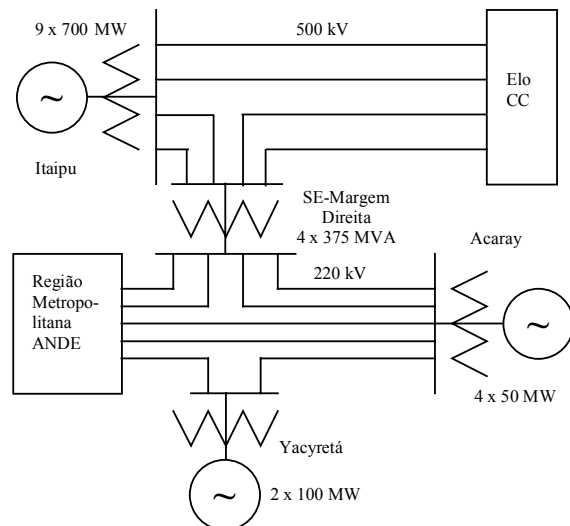 9 x 700 MW
500 kV
~
Elo
CC
Itaipu
SE-Margem
Direita
4 x 375 MVA
Acaray
Região
Metropo-
litana
ANDE
220 kV
~
4 x 50 MW
Yacyretá
~
2 x 100 MW